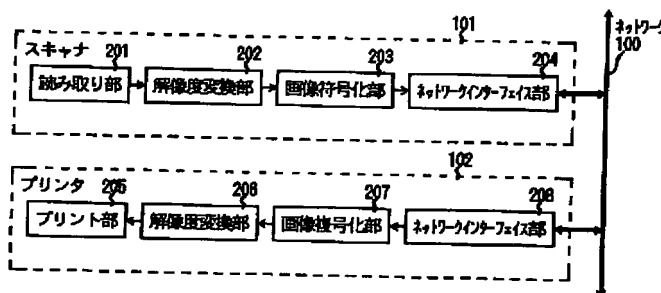 ネットワーク
100
101
スキャナ
201
202
203
204
読み取り部
解像度変換部
画像符号化部
ネットワークインターフェイス部
102
プリンタ
205
206
207
208
プリント部
解像度変換部
画像複号化部
ネットワークインターフェイス部